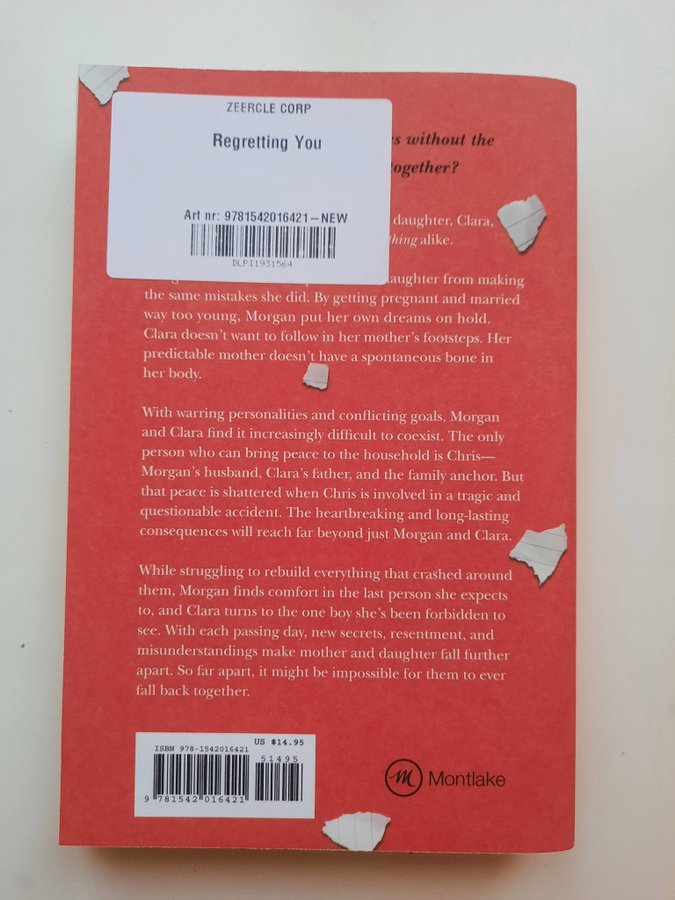 ZEERCLE CORP
Regretting You
Art nr: 9781542016421-NEW
DLPI1931564
without the
together?
daughter, Clara,
alike.
daughter from making
the same mistakes she did. By getting pregnant and married
way too young, Morgan put her own dreams on hold.
Clara doesn't want to follow in her mother's footsteps. Her
predictable mother doesn't have a spontaneous bone in
her body.
With warring personalities and conflicting goals, Morgan
and Clara find it increasingly difficult to coexist. The only
person who can bring peace to the household is Chris—
Morgan's husband, Clara's father, and the family anchor. But
that peace is shattered when Chris is involved in a tragic and
questionable accident. The heartbreaking and long-lasting
consequences will reach far beyond just Morgan and Clara.
While struggling to rebuild everything that crashed around
them, Morgan finds comfort in the last person she expects
to, and Clara turns to the one boy she's been forbidden to
see. With each passing day, new secrets, resentment, and
misunderstandings make mother and daughter fall further
apart. So far apart, it might be impossible for them to ever
fall back together.
US $14.95
ISBN 978-1542016421
51495
9 781542 016421
m Montlake